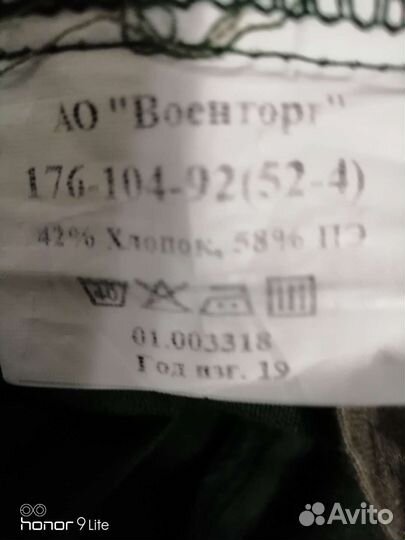 АО "Военторг"
176-104-92(52-4)
42% Хлопок, 58% ПЭ
40
01.003318
Год изг. 19
honor 9 Lite
Avito